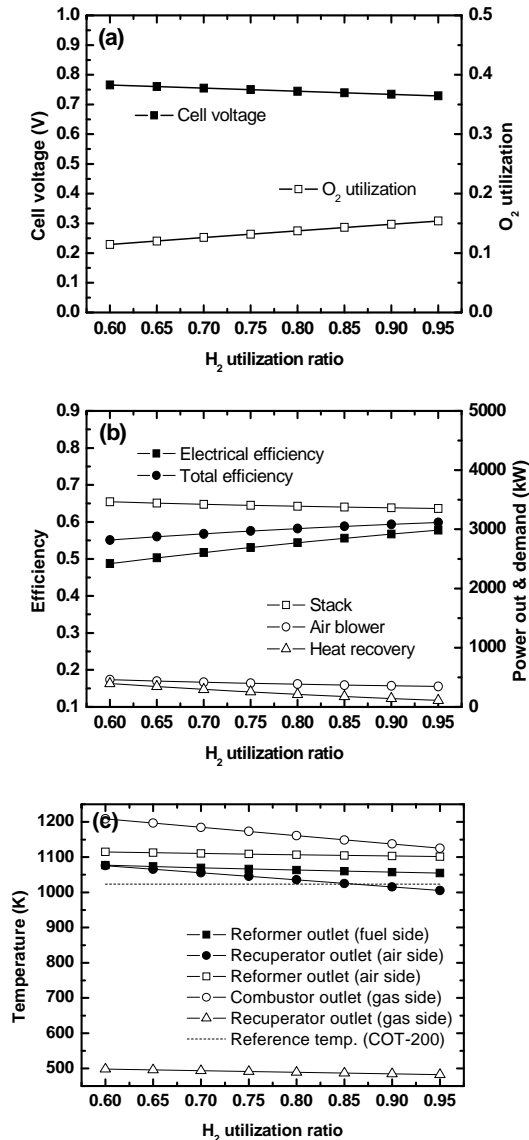 (a)
1.0
0.9
0.8
0.7
0.6
0.5
0.4
0.3
0.2
0.1
0.0
Cell voltage (V)
0.5
0.4
0.3
0.2
0.1
0.0
O2 utilization
Cell voltage
O2 utilization
0.60 0.65 0.70 0.75 0.80 0.85 0.90 0.95
H2 utilization ratio
(b)
0.9
0.8
0.7
0.6
0.5
0.4
0.3
0.2
0.1
Efficiency
5000
4000
3000
2000
1000
0
Power out & demand (kW)
Electrical efficiency
Total efficiency
Stack
Air blower
Heat recovery
0.60 0.65 0.70 0.75 0.80 0.85 0.90 0.95
H2 utilization ratio
(c)
1200
1100
1000
900
800
700
600
500
Temperature (K)
Reformer outlet (fuel side)
Recuperator outlet (air side)
Reformer outlet (air side)
Combustor outlet (gas side)
Recuperator outlet (gas side)
Reference temp. (COT-200)
0.60 0.65 0.70 0.75 0.80 0.85 0.90 0.95
H2 utilization ratio